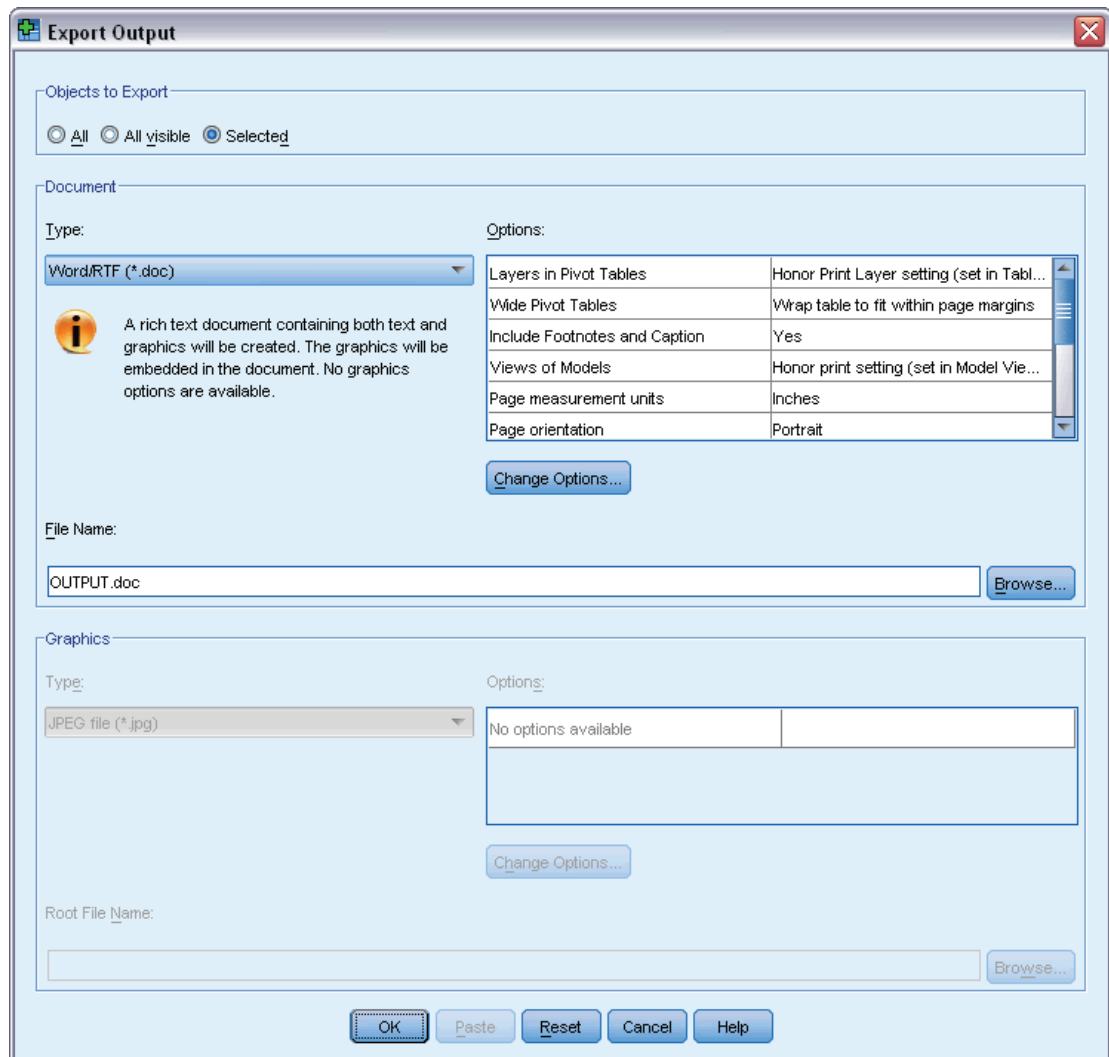 Export Output
Objects to Export
All All visible Selected
Document
Type:
Word/RTF (*.doc)
A rich text document containing both text and
graphics will be created. The graphics will be
embedded in the document. No graphics
options are available.
Options:
Layers in Pivot Tables Honor Print Layer setting (set in Tabl...
Wide Pivot Tables Wrap table to fit within page margins
Include Footnotes and Caption Yes
Views of Models Honor print setting (set in Model Vie...
Page measurement units Inches
Page orientation Portrait
Change Options...
File Name:
OUTPUT.doc Browse...
Graphics
Type:
JPEG file (*.jpg)
Options:
No options available
Change Options...
Root File Name:
Browse...
OK Paste Reset Cancel Help